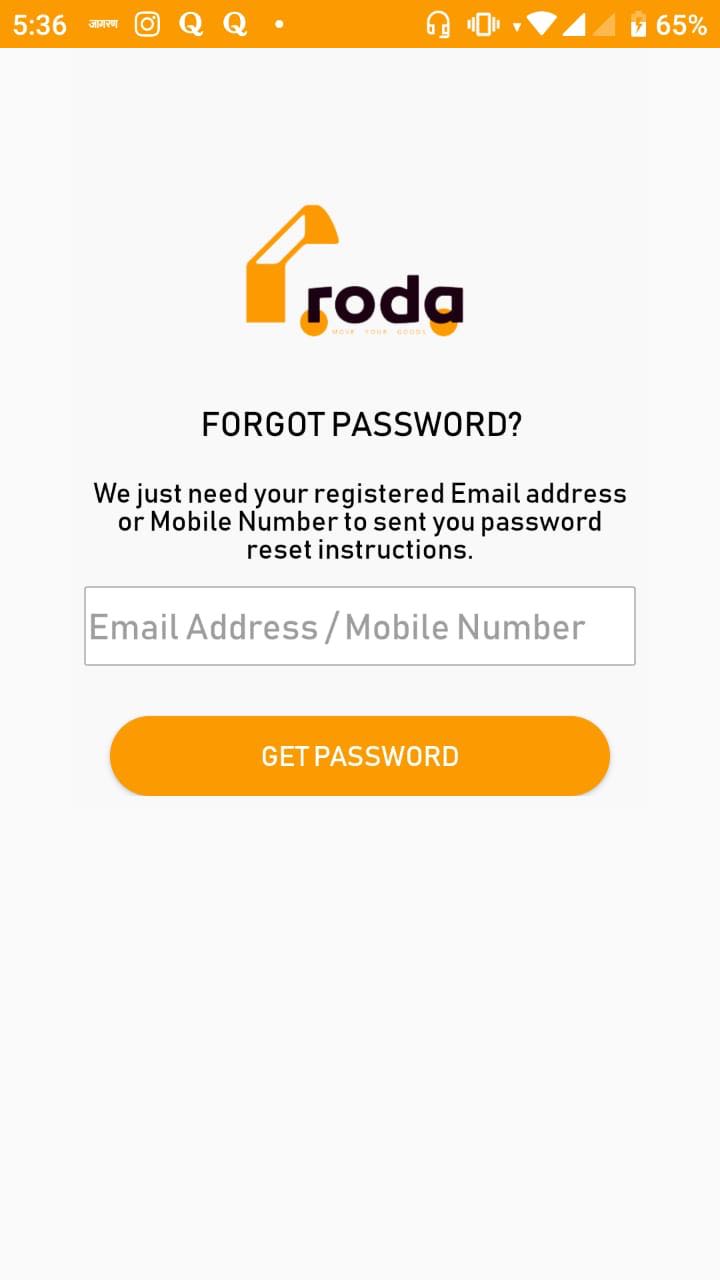 5:36 जागरण 65%
roda
MOVE YOUR GOODS
FORGOT PASSWORD?
We just need your registered Email address
or Mobile Number to sent you password
reset instructions.
Email Address / Mobile Number
GET PASSWORD